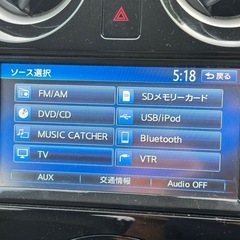 ソース選択
5:18
戻る
FM/AM
SDメモリーカード
DVD/CD
USB/iPod
MUSIC CATCHER
Bluetooth
TV
VTR
AUX
交通情報
Audio OFF